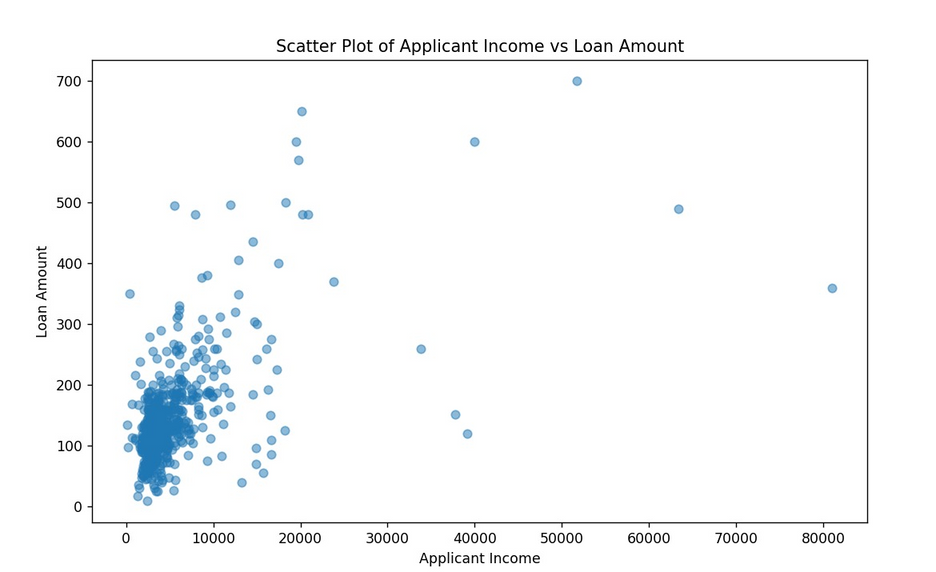 Scatter Plot of Applicant Income vs Loan Amount
700
600
500
400
300
200
100
0
Loan Amount
0 10000 20000 30000 40000 50000 60000 70000 80000
Applicant Income